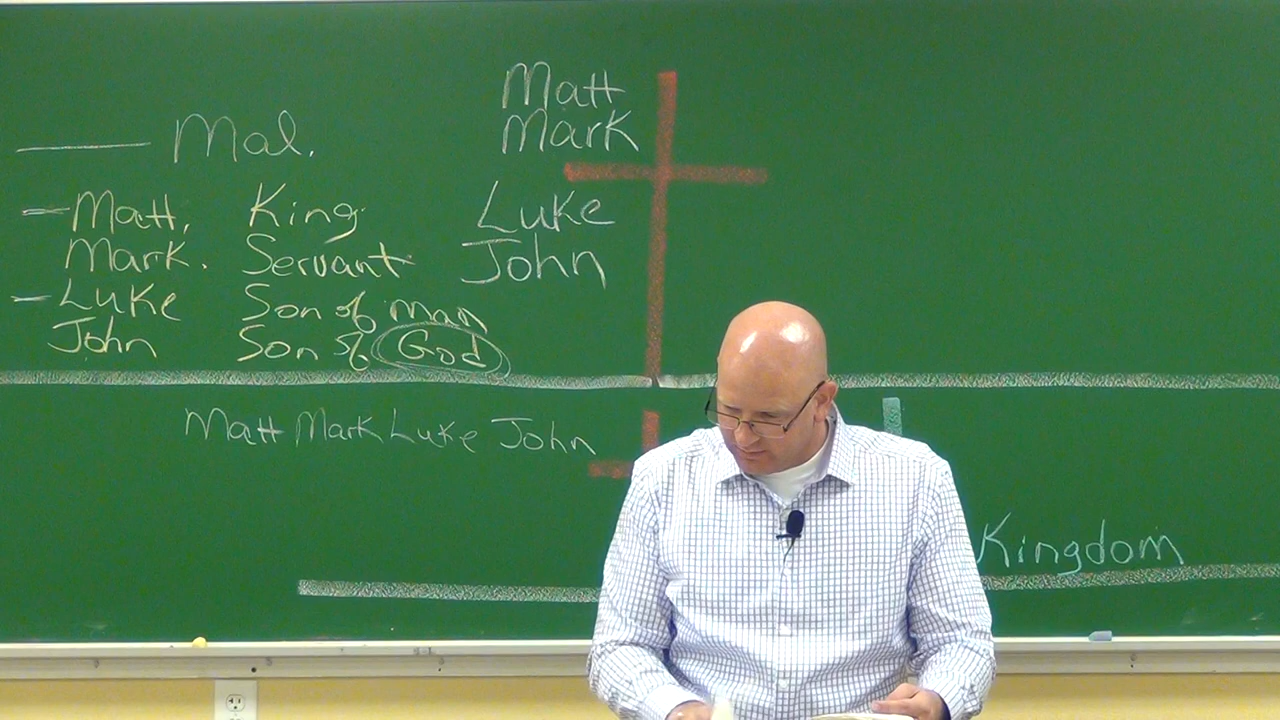 Mal.
Matt. King
Mark. Servant
Luke Son of man
John Son of God
Matt
Mark
Luke
John
Matt Mark Luke John
Kingdom